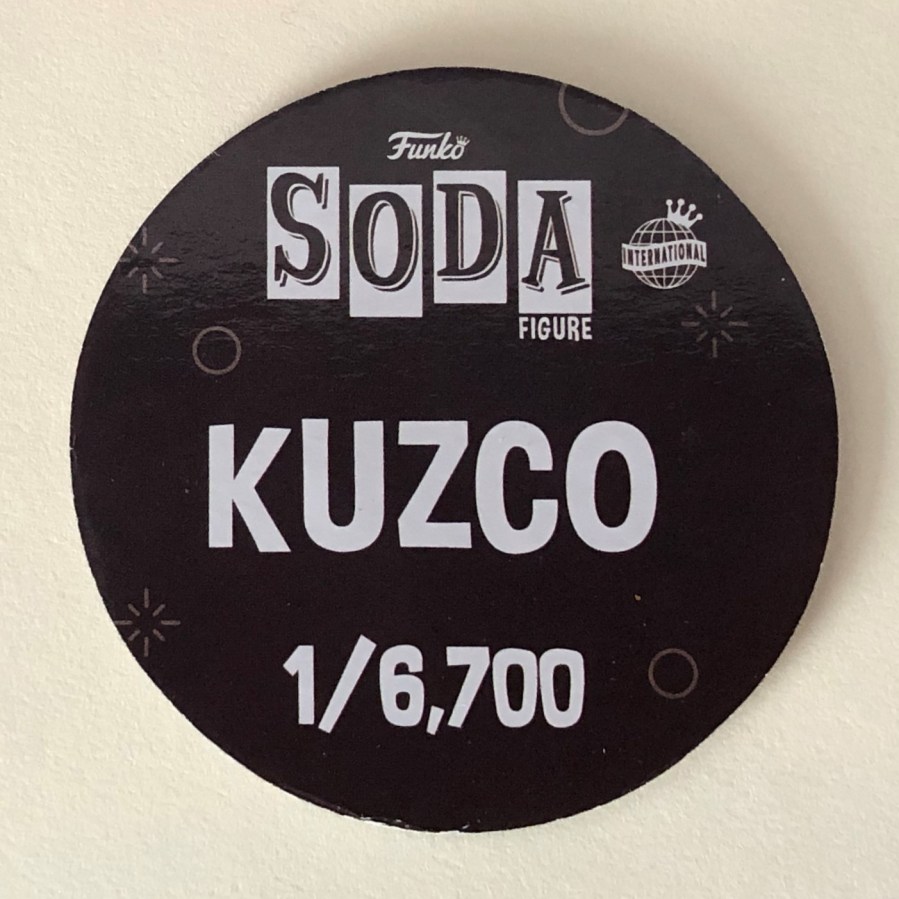 Funko
SODA
INTERNATIONAL
FIGURE
KUZCO
1/6,700